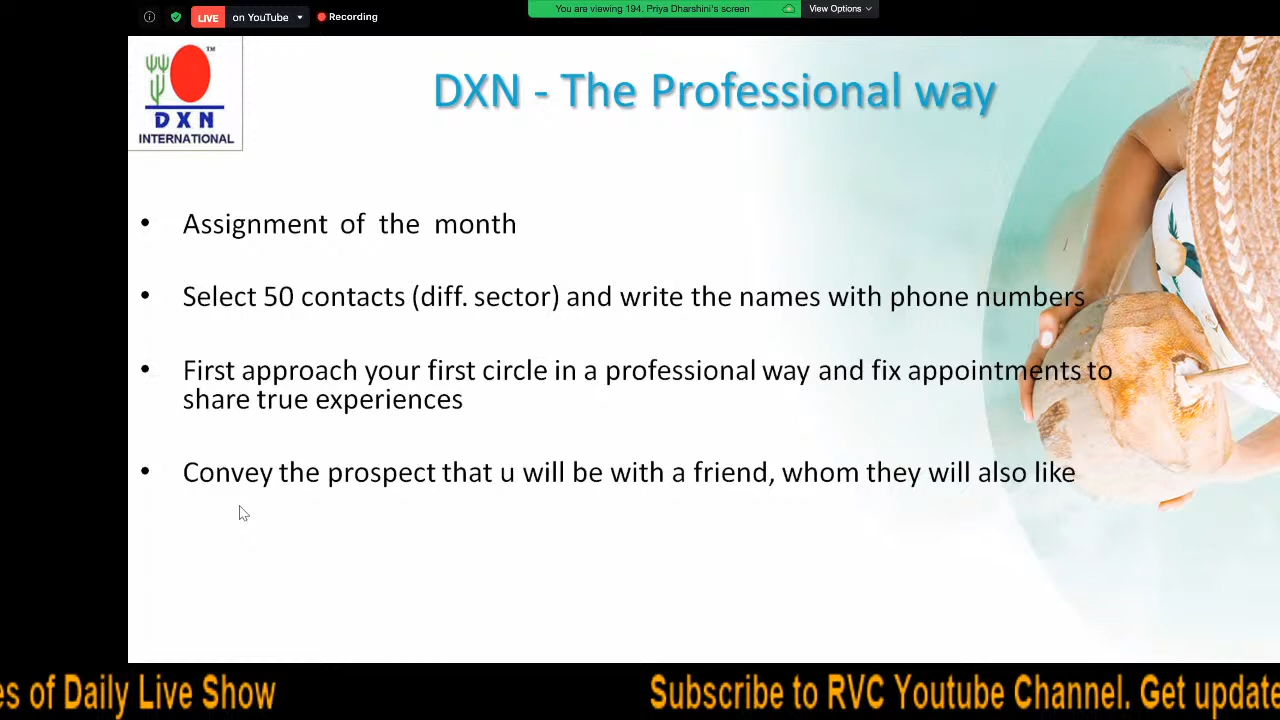 LIVE on YouTube Recording You are viewing 194. Priya Dharshini's screen View Options
TM
DXN
INTERNATIONAL
DXN - The Professional way
• Assignment of the month
• Select 50 contacts (diff. sector) and write the names with phone numbers
• First approach your first circle in a professional way and fix appointments to
share true experiences
• Convey the prospect that u will be with a friend, whom they will also like
es of Daily Live Show Subscribe to RVC Youtube Channel. Get update